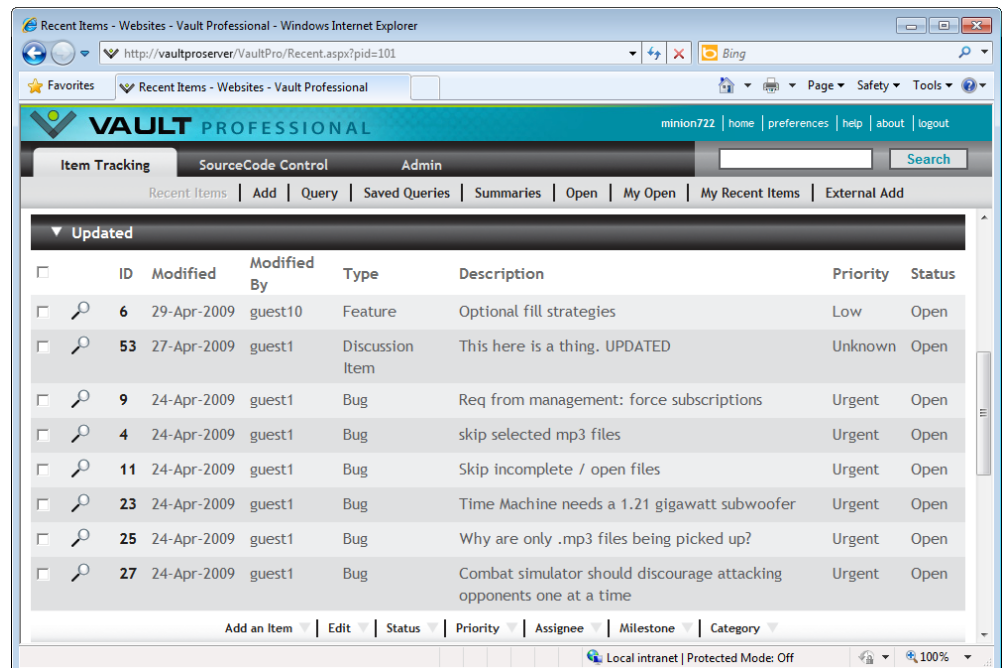 Recent Items - Websites - Vault Professional - Windows Internet Explorer
http://vaultproserver/VaultPro/Recent.aspx?pid=101
Bing
Favorites
Recent Items - Websites - Vault Professional
Page
Safety
Tools
VAULT PROFESSIONAL
minion722 | home | preferences | help | about | logout
Item Tracking
SourceCode Control
Admin
Search
Recent Items | Add | Query | Saved Queries | Summaries | Open | My Open | My Recent Items | External Add
Updated
ID Modified Modified By Type Description Priority Status
6 29-Apr-2009 guest10 Feature Optional fill strategies Low Open
53 27-Apr-2009 guest1 Discussion Item This here is a thing. UPDATED Unknown Open
9 24-Apr-2009 guest1 Bug Req from management: force subscriptions Urgent Open
4 24-Apr-2009 guest1 Bug skip selected mp3 files Urgent Open
11 24-Apr-2009 guest1 Bug Skip incomplete / open files Urgent Open
23 24-Apr-2009 guest1 Bug Time Machine needs a 1.21 gigawatt subwoofer Urgent Open
25 24-Apr-2009 guest1 Bug Why are only .mp3 files being picked up? Urgent Open
27 24-Apr-2009 guest1 Bug Combat simulator should discourage attacking opponents one at a time Urgent Open
Add an Item | Edit | Status | Priority | Assignee | Milestone | Category
Local intranet | Protected Mode: Off
100%